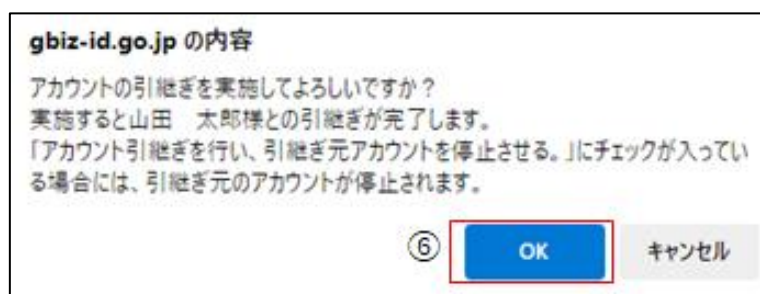 gbiz-id.go.jp の内容
アカウントの引継ぎを実施してよろしいですか？
実施すると山田　太郎様との引継ぎが完了します。
「アカウント引継ぎを行い、引継ぎ元アカウントを停止させる。」にチェックが入ってい
る場合には、引継ぎ元のアカウントが停止されます。
⑥ OK キャンセル